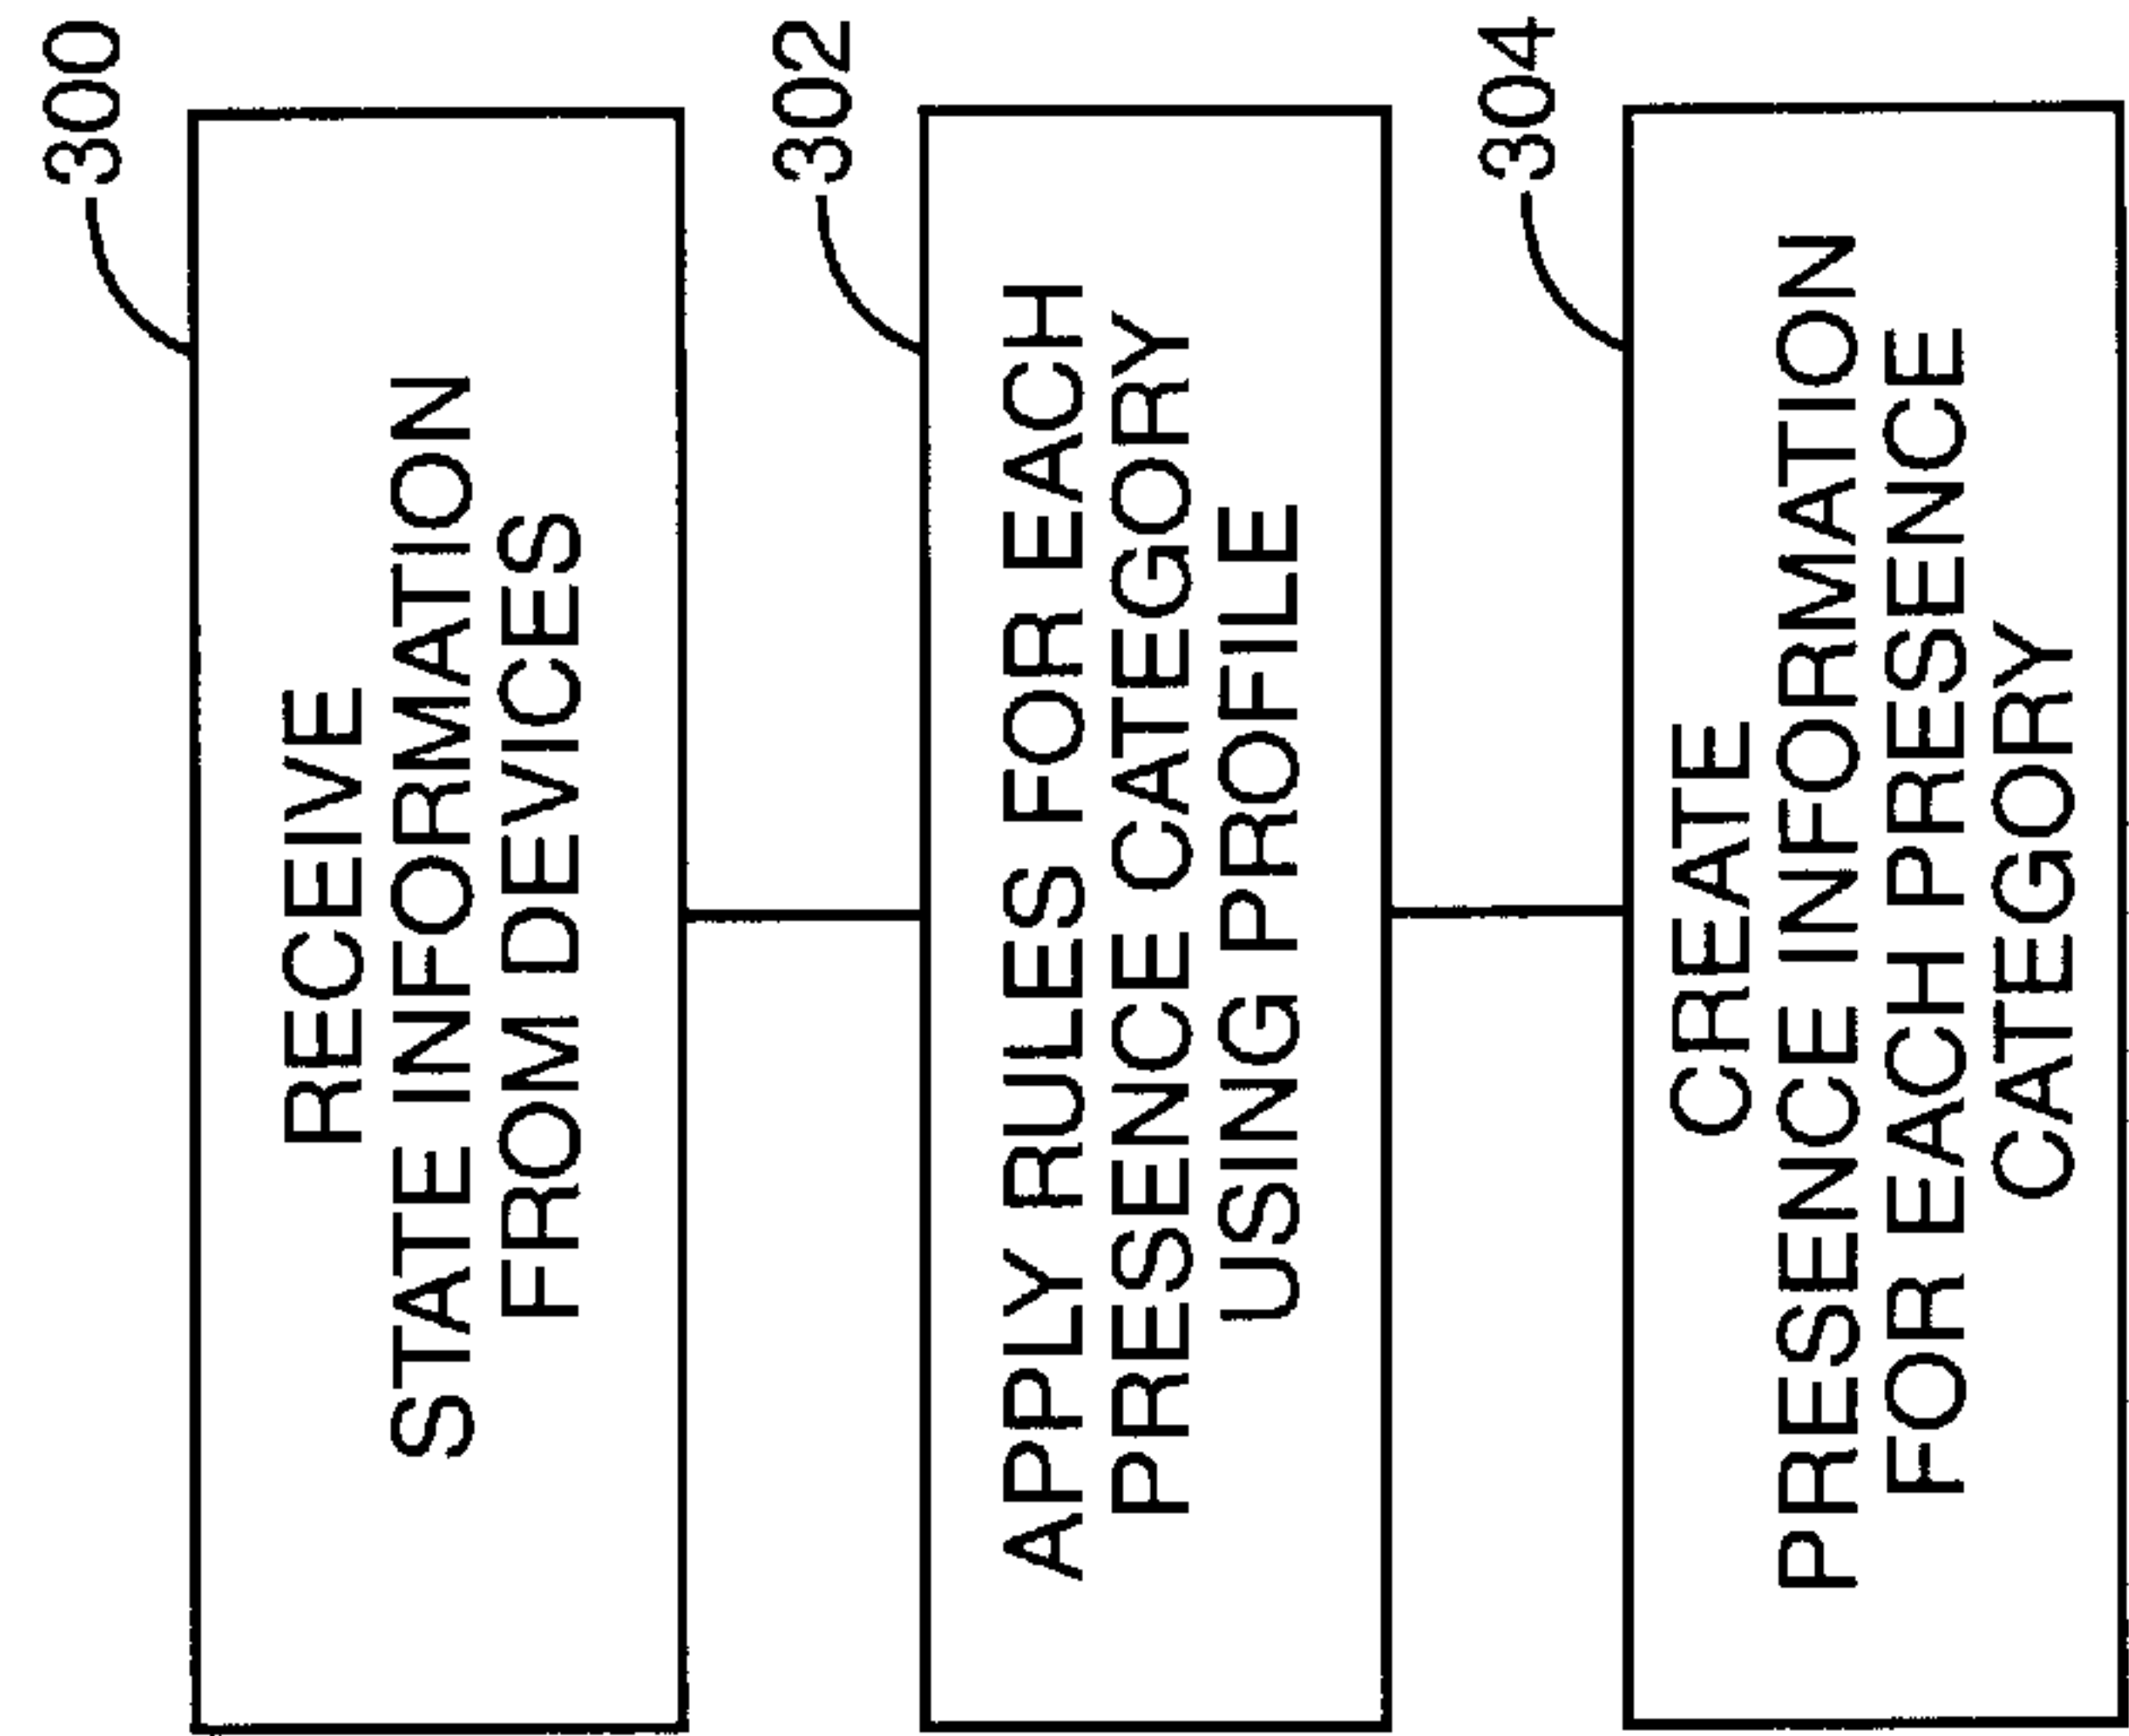 300
RECEIVE
STATE INFORMATION
FROM DEVICES
302
APPLY RULES FOR EACH
PRESENCE CATEGORY
USING PROFILE
304
CREATE
PRESENCE INFORMATION
FOR EACH PRESENCE
CATEGORY